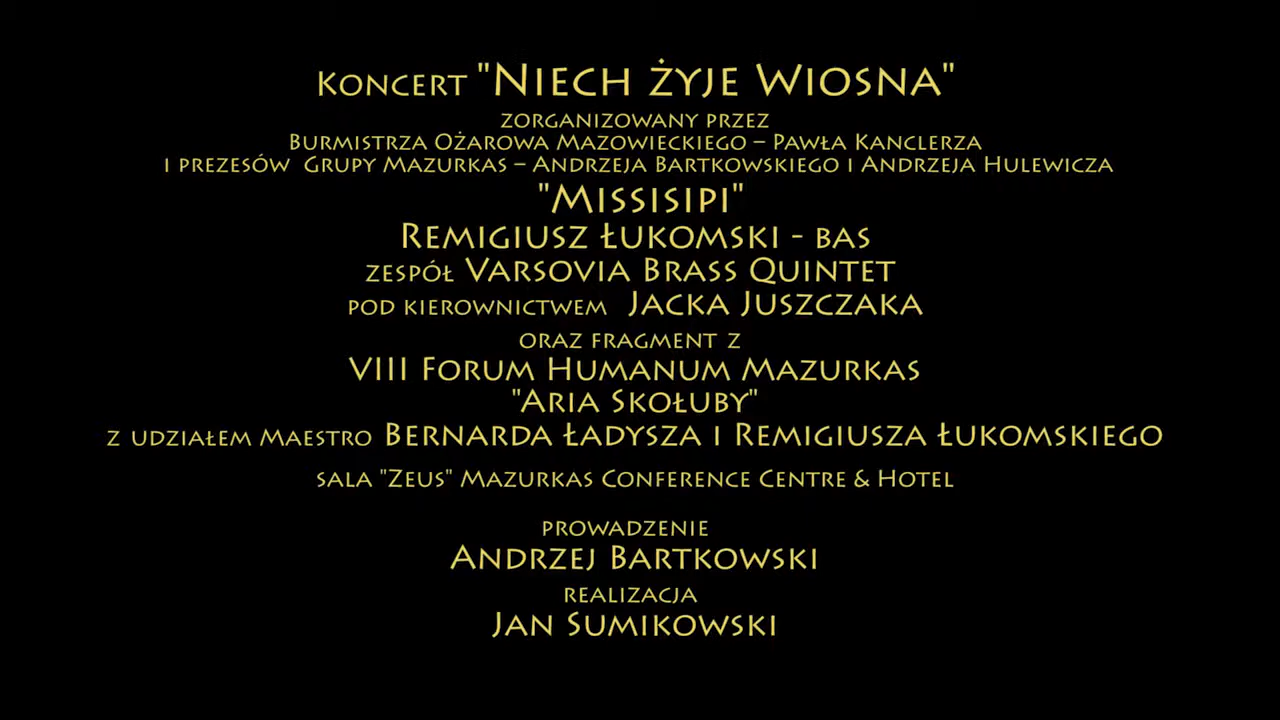 Koncert "Niech żyje Wiosna"
zorganizowany przez
Burmistrza Ożarowa Mazowieckiego – Pawła Kanclerza
i prezesów Grupy Mazurkas – Andrzeja Bartkowskiego i Andrzeja Hulewicza
"Missisipi"
Remigiusz Łukomski - bas
zespół Varsovia Brass Quintet
pod kierownictwem Jacka Juszczaka
oraz fragment z
VIII Forum Humanum Mazurkas
"Aria Skołuby"
z udziałem Maestro Bernarda Ładysza i Remigiusza Łukomskiego
sala "Zeus" Mazurkas Conference Centre & Hotel
prowadzenie
Andrzej Bartkowski
realizacja
Jan Sumikowski